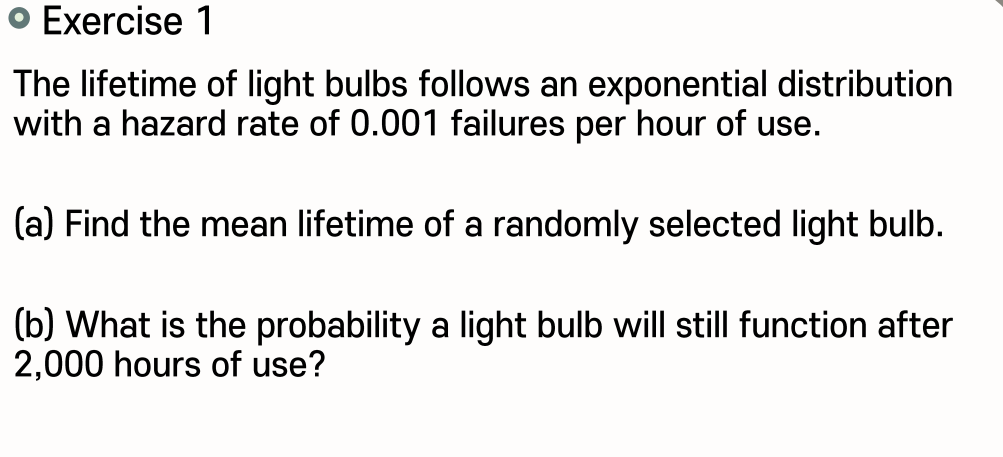 Exercise 1
The lifetime of light bulbs follows an exponential distribution
with a hazard rate of 0.001 failures per hour of use.
(a) Find the mean lifetime of a randomly selected light bulb.
(b) What is the probability a light bulb will still function after
2,000 hours of use?